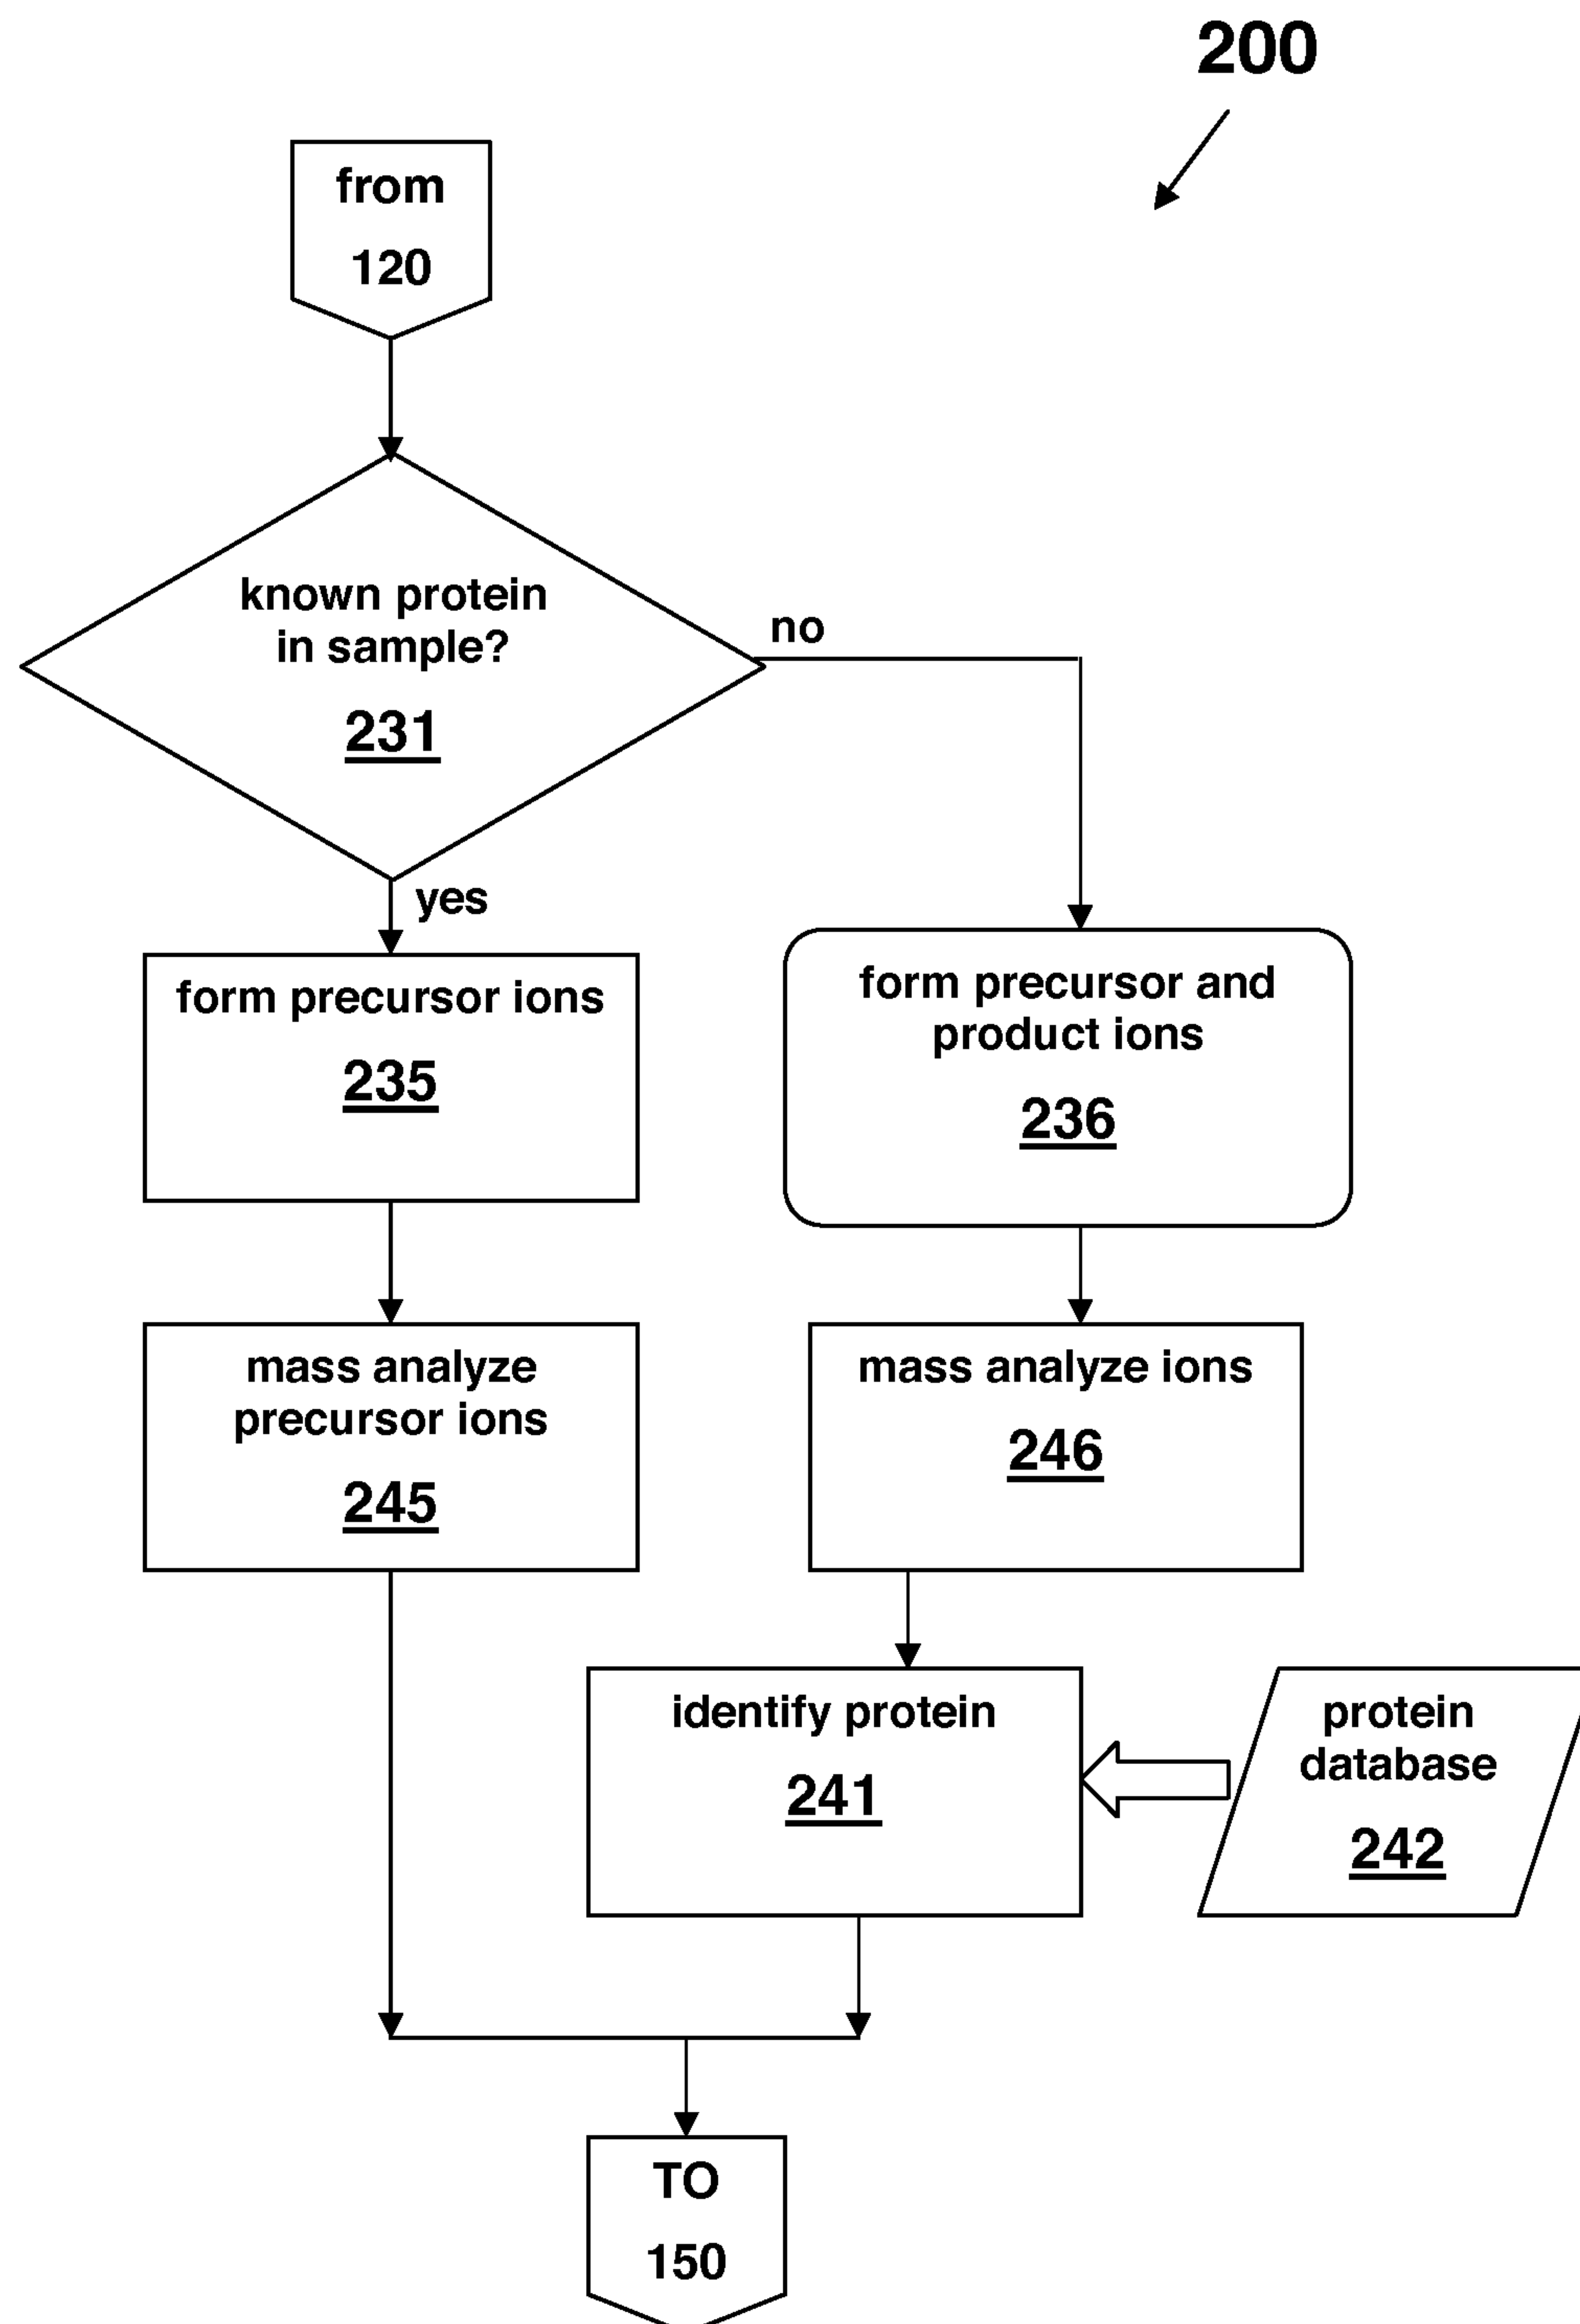 200
from
120
known protein
in sample?
231
no
yes
form precursor ions
235
form precursor and
product ions
236
mass analyze
precursor ions
245
mass analyze ions
246
identify protein
241
protein
database
242
TO
150